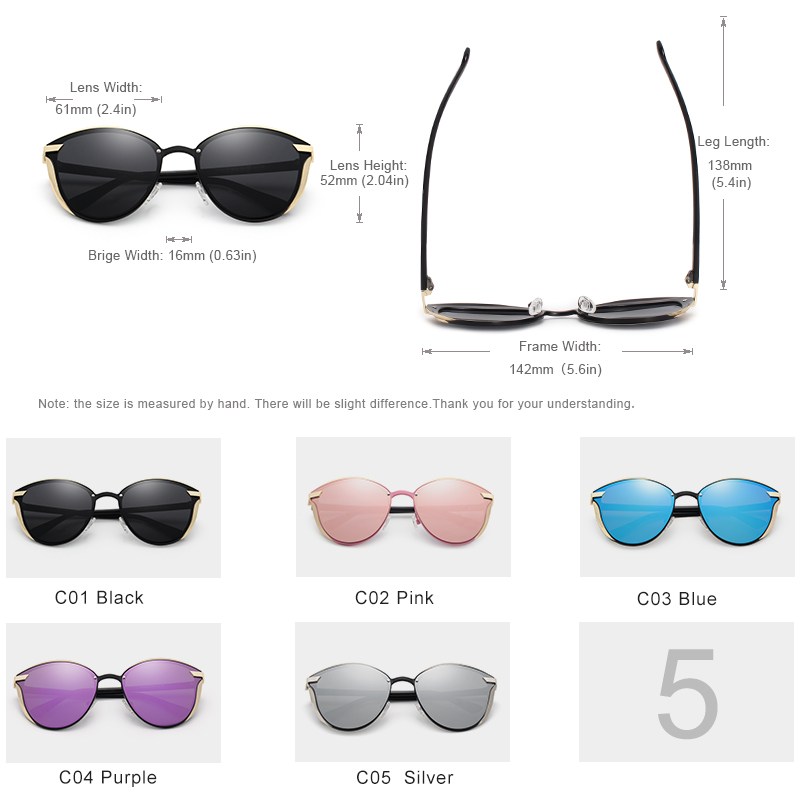 Lens Width:
61mm (2.4in)
Lens Height:
52mm (2.04in)
Brige Width: 16mm (0.63in)
Leg Length:
138mm
(5.4in)
Frame Width:
142mm（5.6in)
Note: the size is measured by hand. There will be slight difference.Thank you for your understanding.
C01 Black
C02 Pink
C03 Blue
C04 Purple
C05 Silver
5